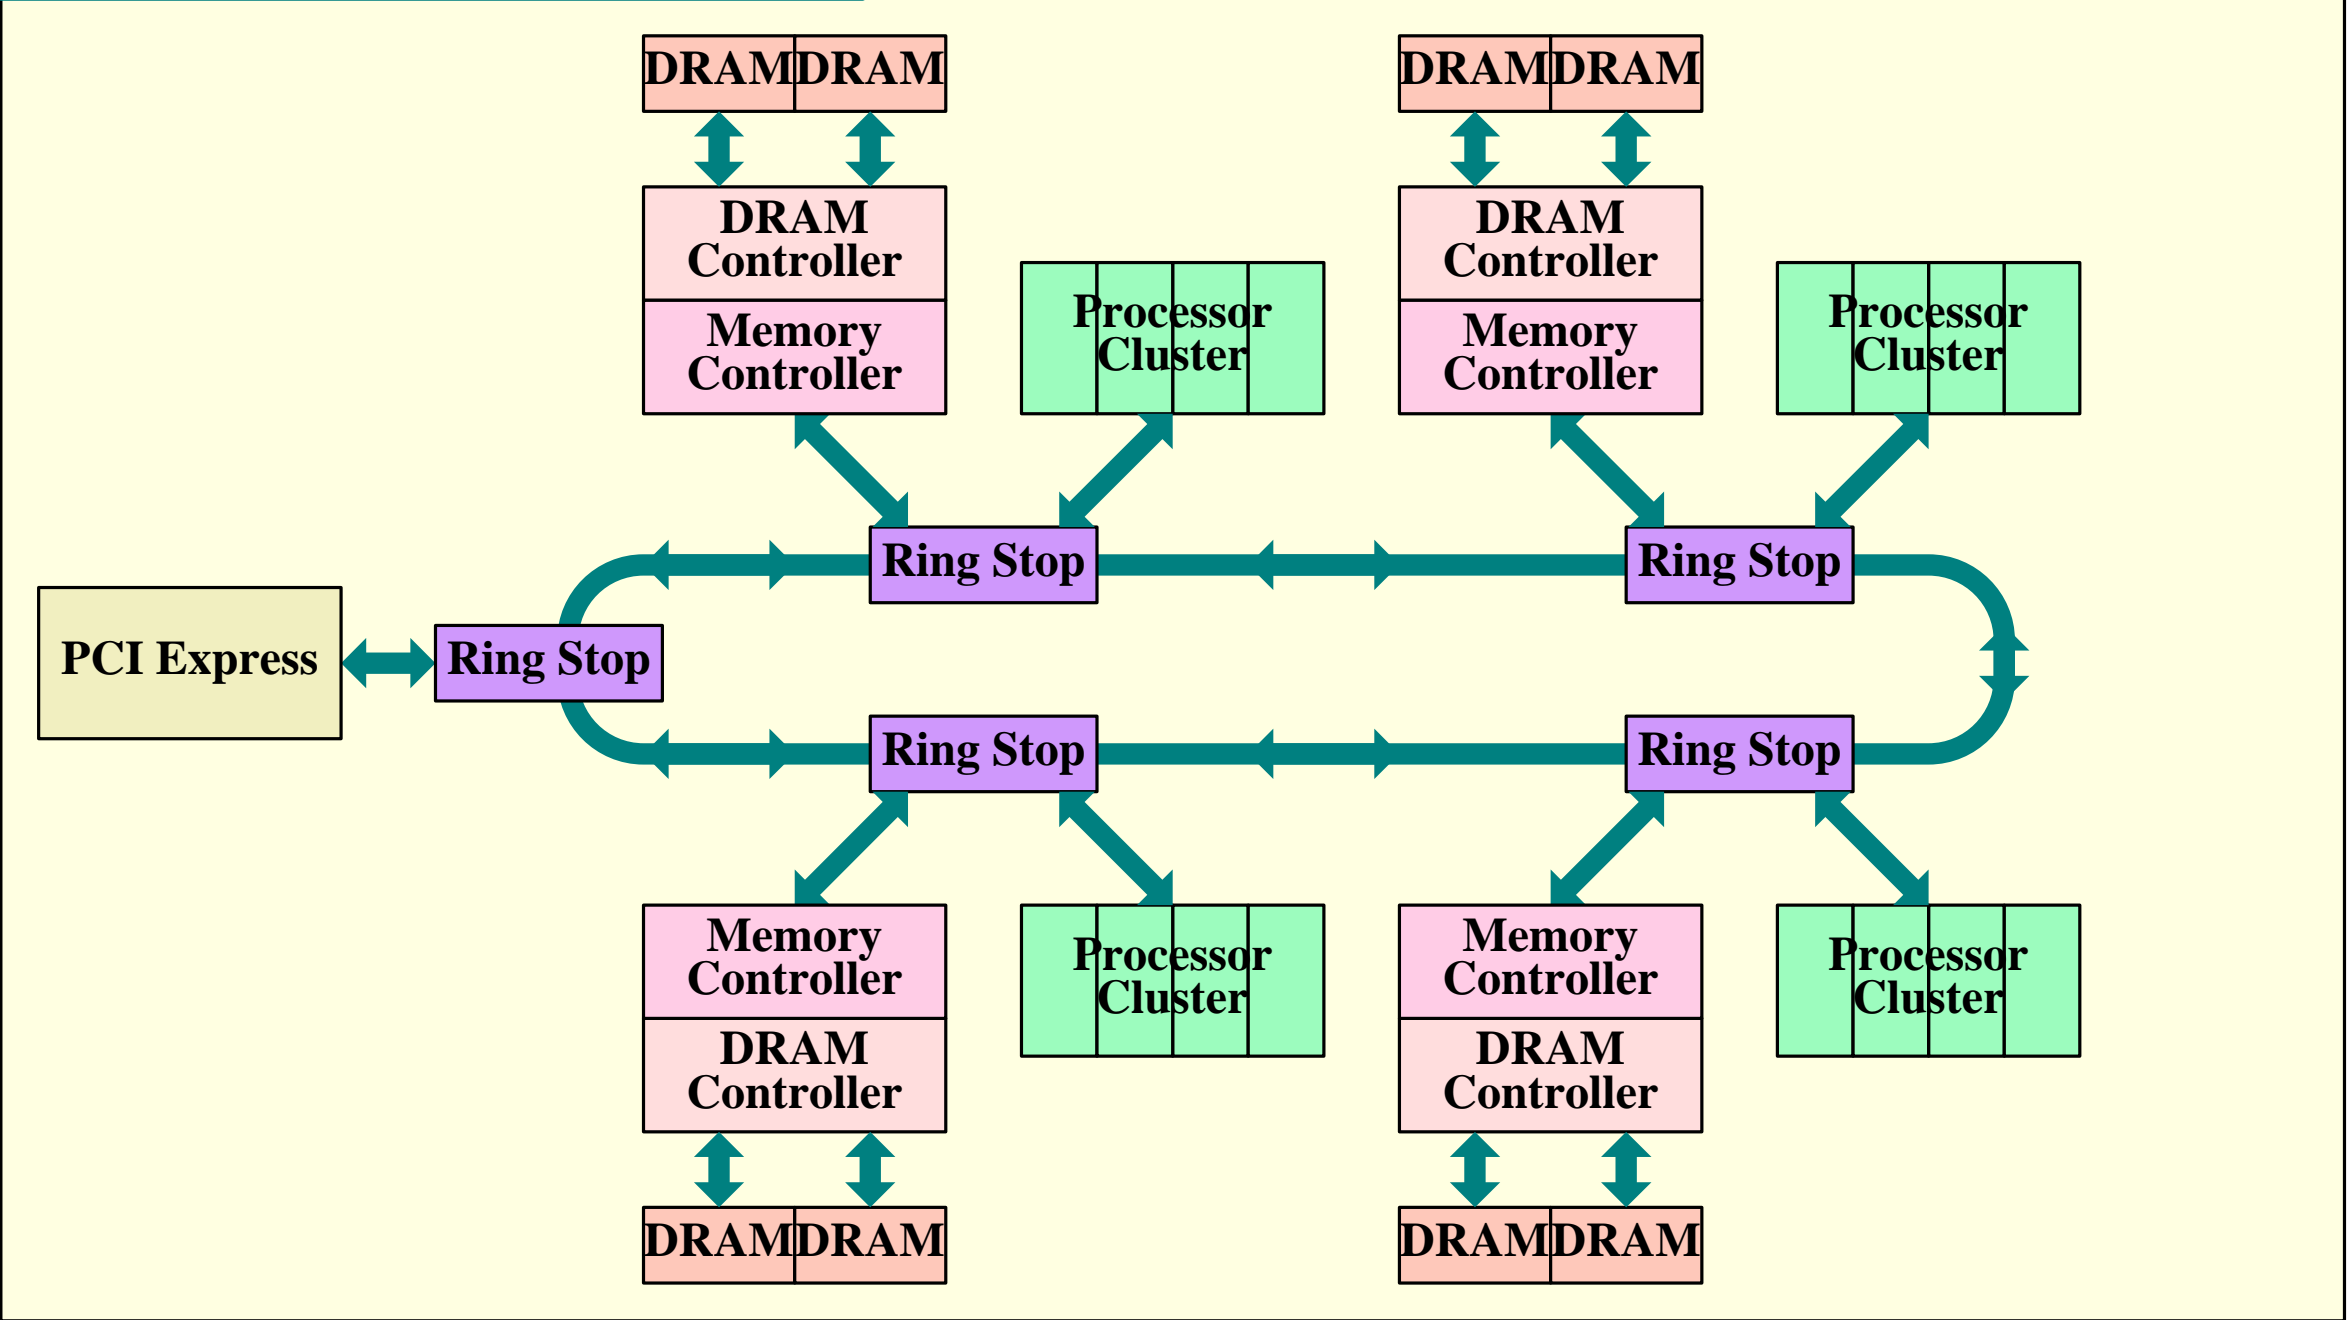 DRAM DRAM DRAM DRAM
DRAM
Controller
DRAM
Controller
Memory
Controller
Processor
Cluster
Memory
Controller
Processor
Cluster
Ring Stop
Ring Stop
PCI Express
Ring Stop
Ring Stop
Ring Stop
Memory
Controller
Processor
Cluster
Memory
Controller
Processor
Cluster
DRAM
Controller
DRAM
Controller
DRAM DRAM DRAM DRAM